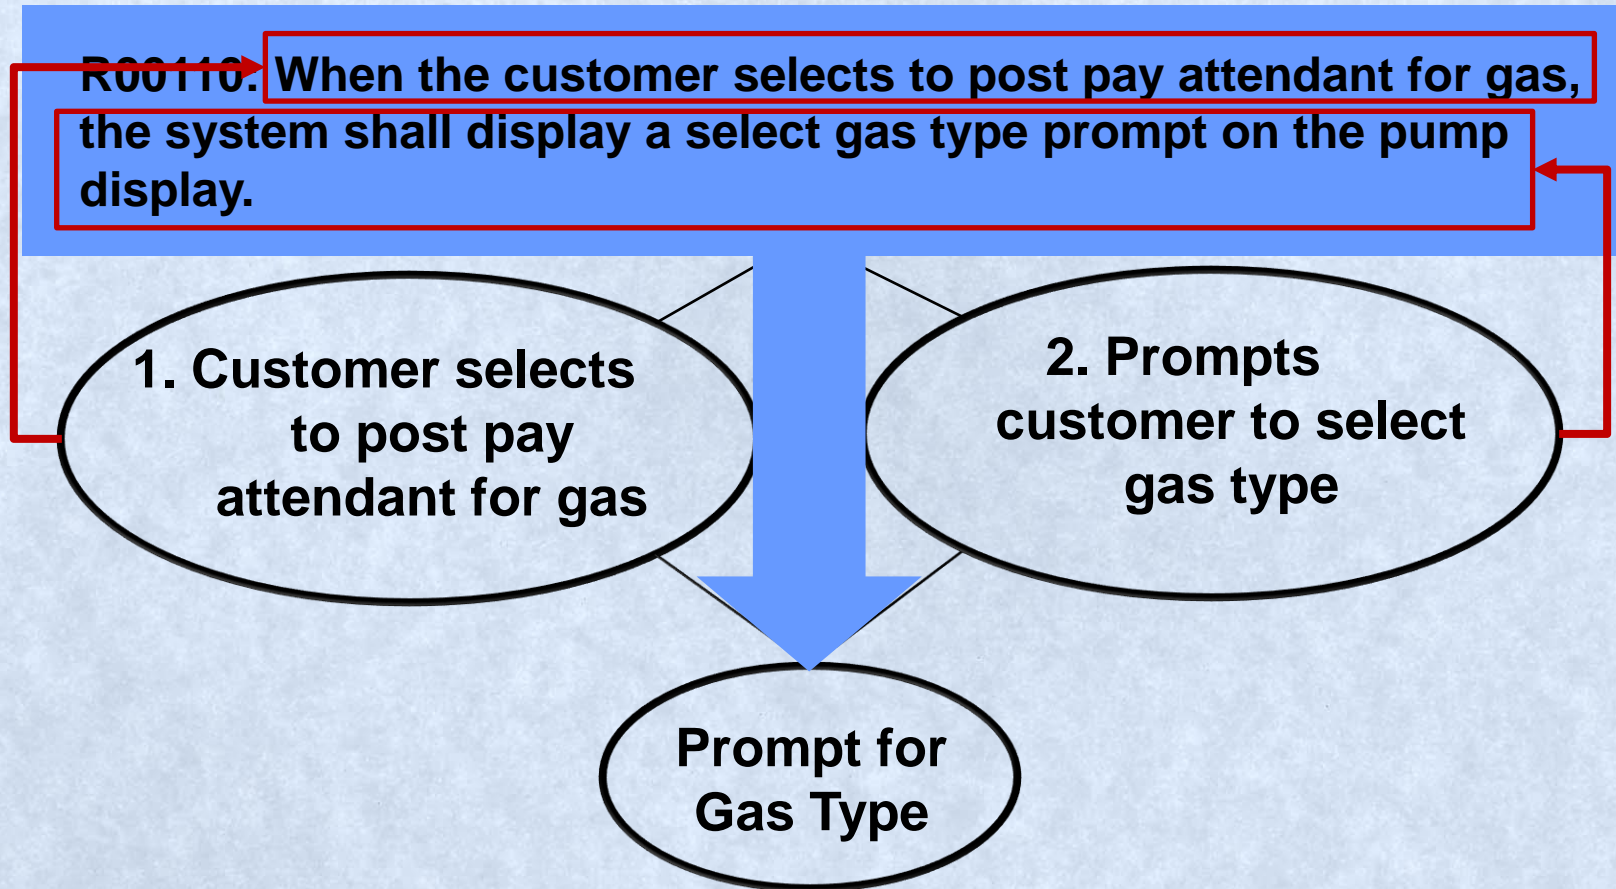 R00110: When the customer selects to post pay attendant for gas,
the system shall display a select gas type prompt on the pump
display.
1. Customer selects
to post pay
attendant for gas
2. Prompts
customer to select
gas type
Prompt for
Gas Type